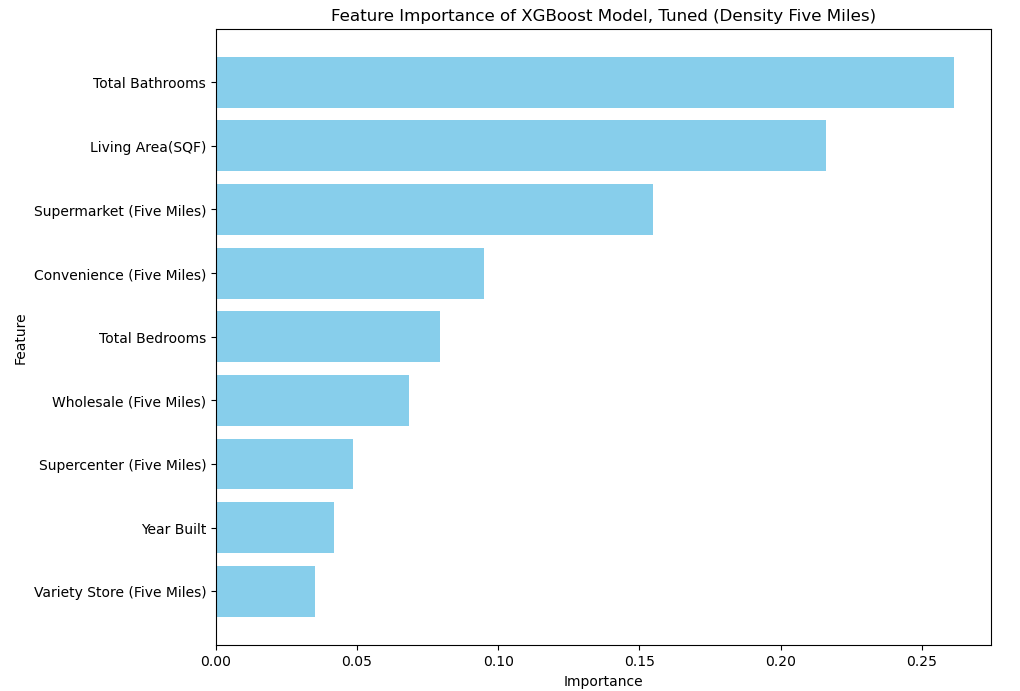 Feature Importance of XGBoost Model, Tuned (Density Five Miles)
Total Bathrooms
Living Area(SQF)
Supermarket (Five Miles)
Convenience (Five Miles)
Total Bedrooms
Wholesale (Five Miles)
Supercenter (Five Miles)
Year Built
Variety Store (Five Miles)
Feature
0.00 0.05 0.10 0.15 0.20 0.25
Importance